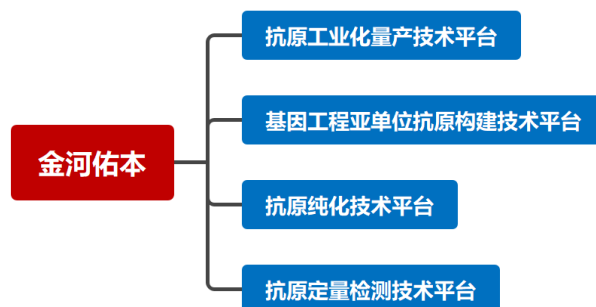 抗原工业化量产技术平台
基因工程亚单位抗原构建技术平台
金河佑本
抗原纯化技术平台
抗原定量检测技术平台